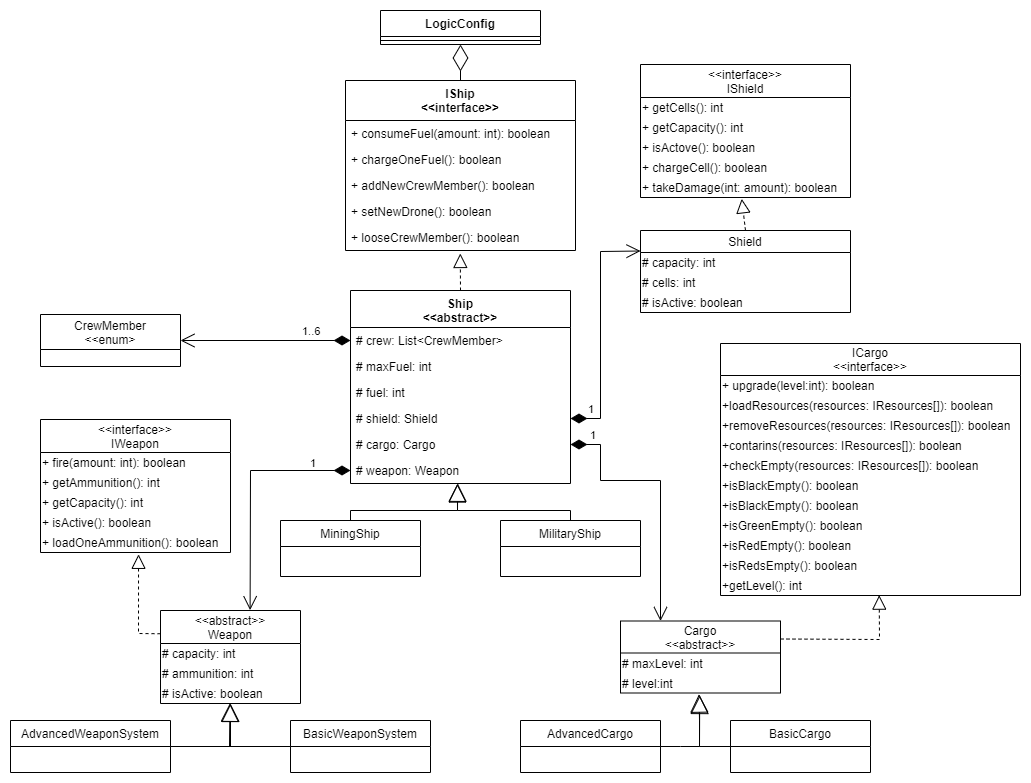 LogicConfig
IShip
<<interface>>
+ consumeFuel(amount: int): boolean
+ chargeOneFuel(): boolean
+ addNewCrewMember(): boolean
+ setNewDrone(): boolean
+ looseCrewMember(): boolean
<<interface>>
IShield
+ getCells(): int
+ getCapacity(): int
+ isActove(): boolean
+ chargeCell(): boolean
+ takeDamage(int: amount): boolean
Shield
# capacity: int
# cells: int
# isActive: boolean
CrewMember
<<enum>>
1..6
Ship
<<abstract>>
# crew: List<CrewMember>
# maxFuel: int
# fuel: int
# shield: Shield
# cargo: Cargo
# weapon: Weapon
1
1
1
ICargo
<<interface>>
+ upgrade(level:int): boolean
+loadResources(resources: IResources[]): boolean
+removeResources(resources: IResources[]): boolean
+contarins(resources: IResources[]): boolean
+checkEmpty(resources: IResources[]): boolean
+isBlackEmpty(): boolean
+isBlackEmpty(): boolean
+isGreenEmpty(): boolean
+isRedEmpty(): boolean
+isRedsEmpty(): boolean
+getLevel(): int
<<interface>>
IWeapon
+ fire(amount: int): boolean
+ getAmmunition(): int
+ getCapacity(): int
+ isActive(): boolean
+ loadOneAmmunition(): boolean
MiningShip
MilitaryShip
<<abstract>>
Weapon
# capacity: int
# ammunition: int
# isActive: boolean
Cargo
<<abstract>>
# maxLevel: int
# level:int
AdvancedWeaponSystem
BasicWeaponSystem
AdvancedCargo
BasicCargo